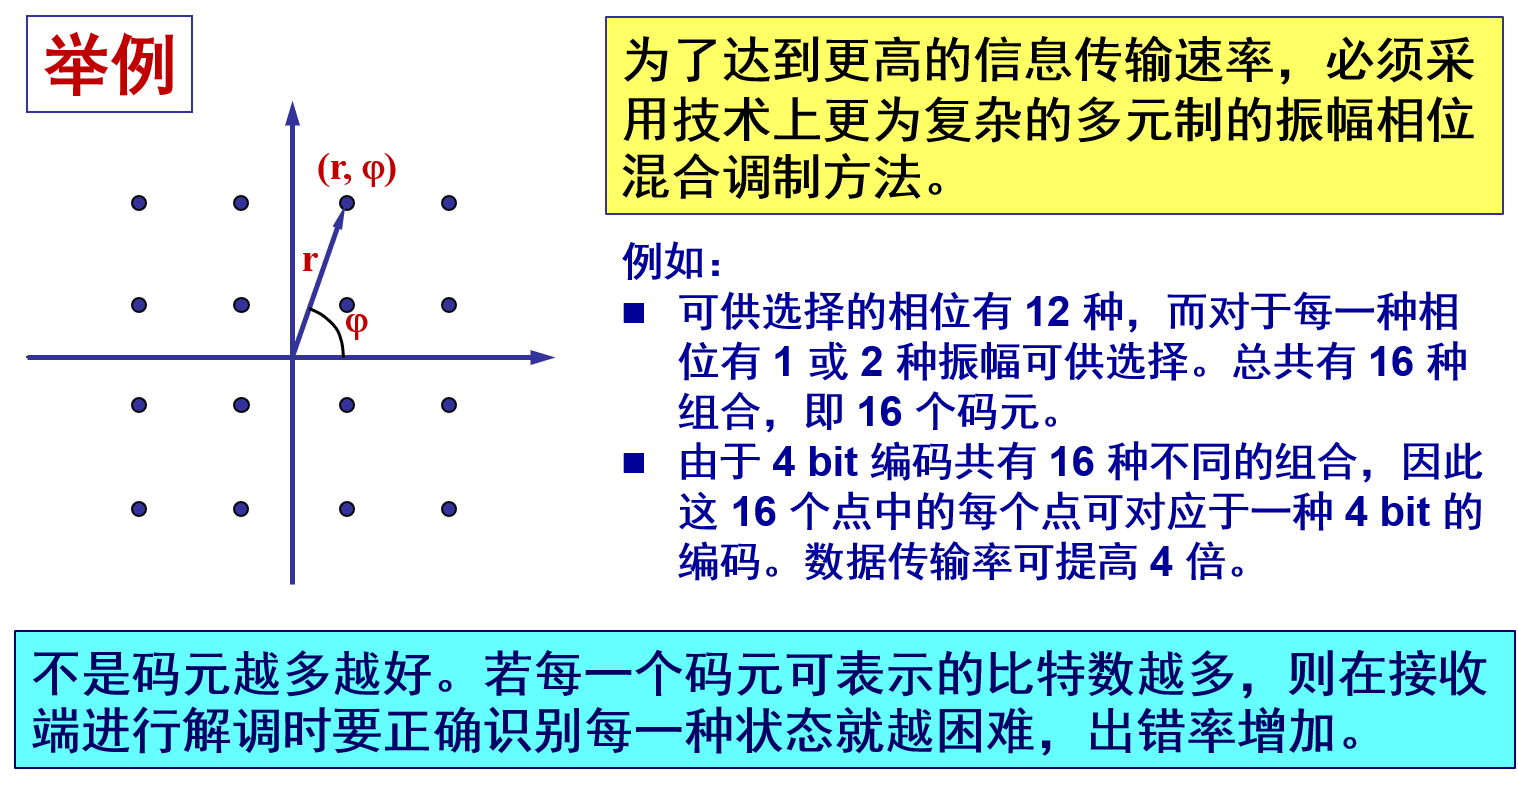 举例
为了达到更高的信息传输速率，必须采
用技术上更为复杂的多元制的振幅相位
混合调制方法。
(r, φ)
r
φ
例如：
■ 可供选择的相位有 12 种，而对于每一种相
位有 1 或 2 种振幅可供选择。总共有 16 种
组合，即 16 个码元。
■ 由于 4 bit 编码共有 16 种不同的组合，因此
这 16 个点中的每个点可对应于一种 4 bit 的
编码。数据传输率可提高 4 倍。
不是码元越多越好。若每一个码元可表示的比特数越多，则在接收
端进行解调时要正确识别每一种状态就越困难，出错率增加。